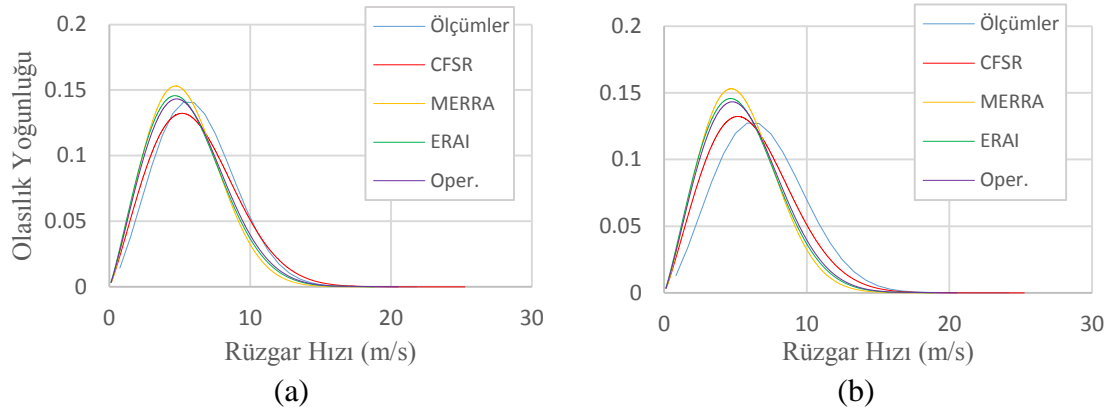 0.2
0.15
0.1
0.05
0
0
10
20
30
Olasılık Yoğunluğu
Rüzgar Hızı (m/s)
Ölçümler
CFSR
MERRA
ERAI
Oper.
(a)
0.2
0.15
0.1
0.05
0
0
10
20
30
Rüzgar Hızı (m/s)
Ölçümler
CFSR
MERRA
ERAI
Oper.
(b)